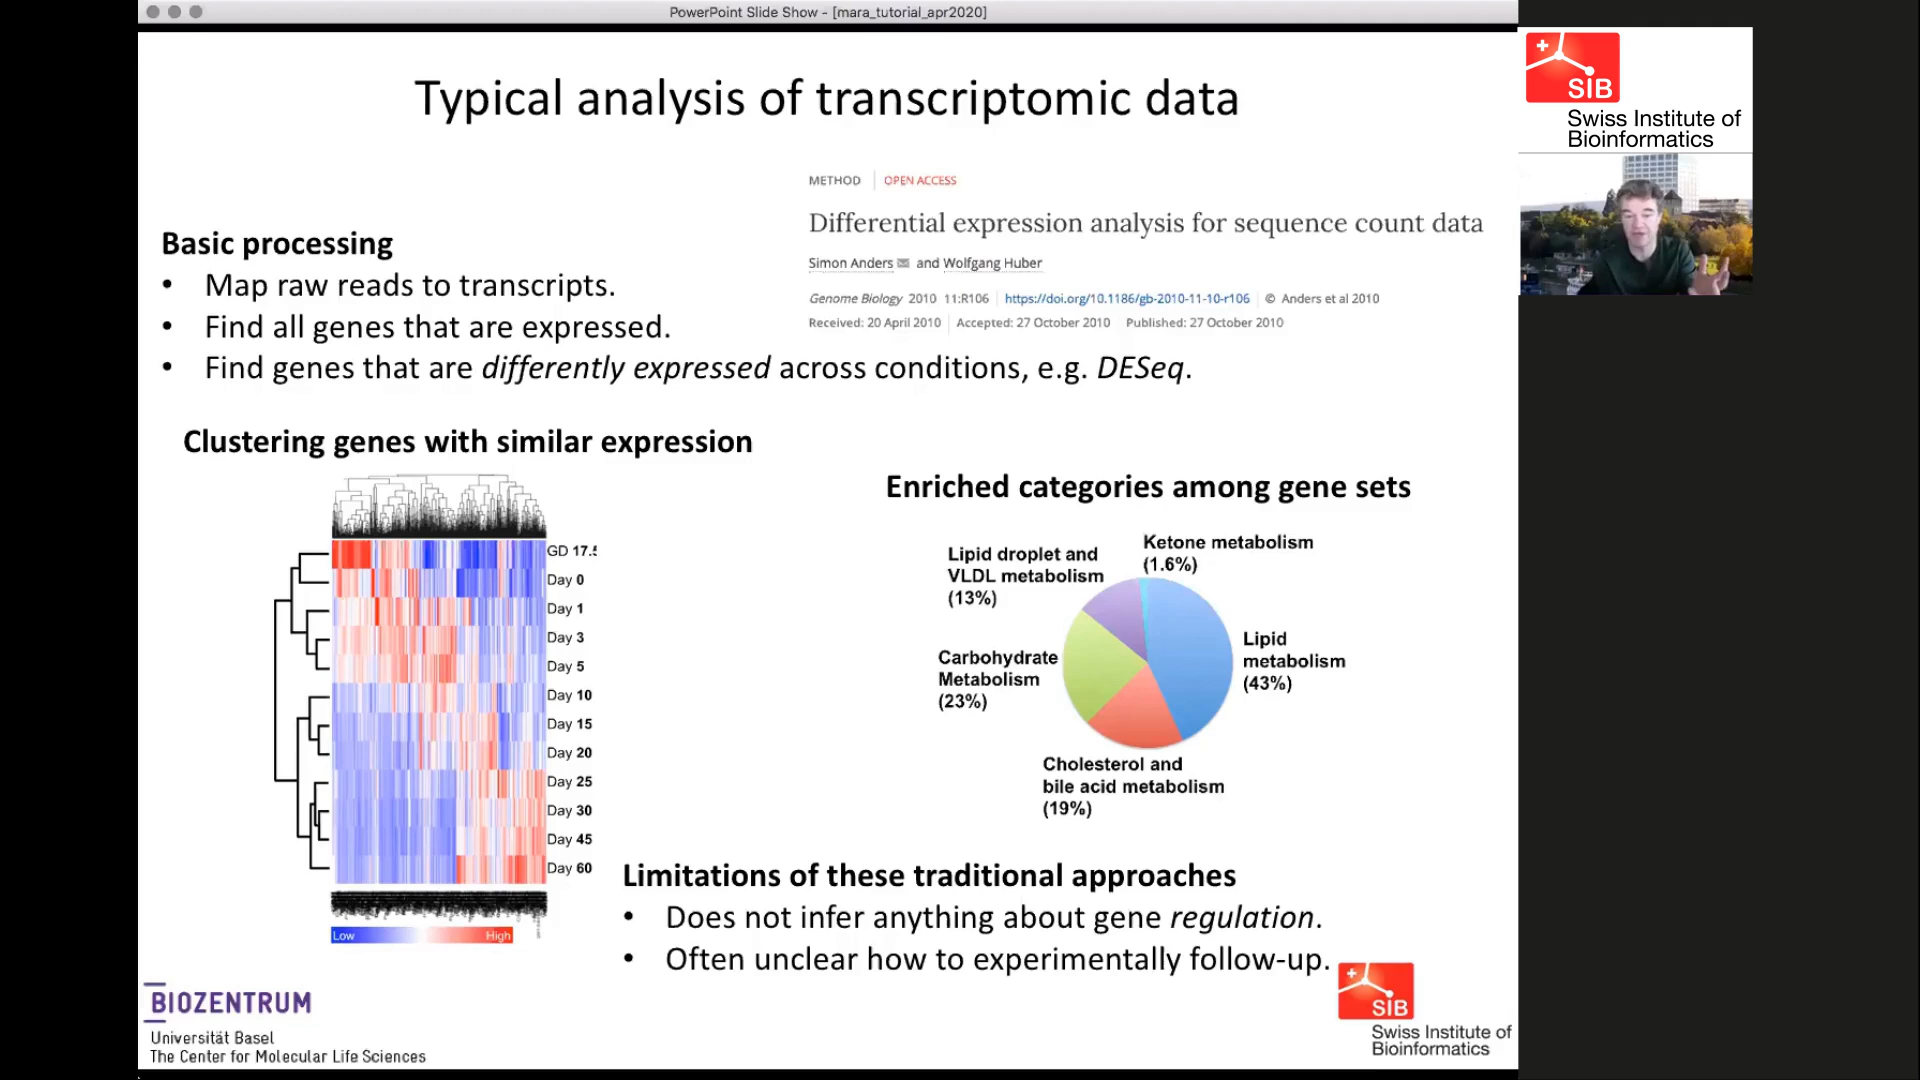 PowerPoint Slide Show - [mara_tutorial_apr2020]
SIB
Swiss Institute of
Bioinformatics
Typical analysis of transcriptomic data
METHOD OPEN ACCESS
Differential expression analysis for sequence count data
Simon Anders and Wolfgang Huber
Genome Biology 2010 11:R106 https://doi.org/10.1186/gb-2010-11-10-r106 © Anders et al 2010
Received: 20 April 2010 Accepted: 27 October 2010 Published: 27 October 2010
Basic processing
• Map raw reads to transcripts.
• Find all genes that are expressed.
• Find genes that are differently expressed across conditions, e.g. DESeq.
Clustering genes with similar expression
GD 17.5
Day 0
Day 1
Day 3
Day 5
Day 10
Day 15
Day 20
Day 25
Day 30
Day 45
Day 60
Low High
Enriched categories among gene sets
Ketone metabolism
(1.6%)
Lipid droplet and
VLDL metabolism
(13%)
Lipid
metabolism
(43%)
Carbohydrate
Metabolism
(23%)
Cholesterol and
bile acid metabolism
(19%)
Limitations of these traditional approaches
• Does not infer anything about gene regulation.
• Often unclear how to experimentally follow-up.
BIOZENTRUM
Universität Basel
The Center for Molecular Life Sciences
SIB
Swiss Institute of
Bioinformatics